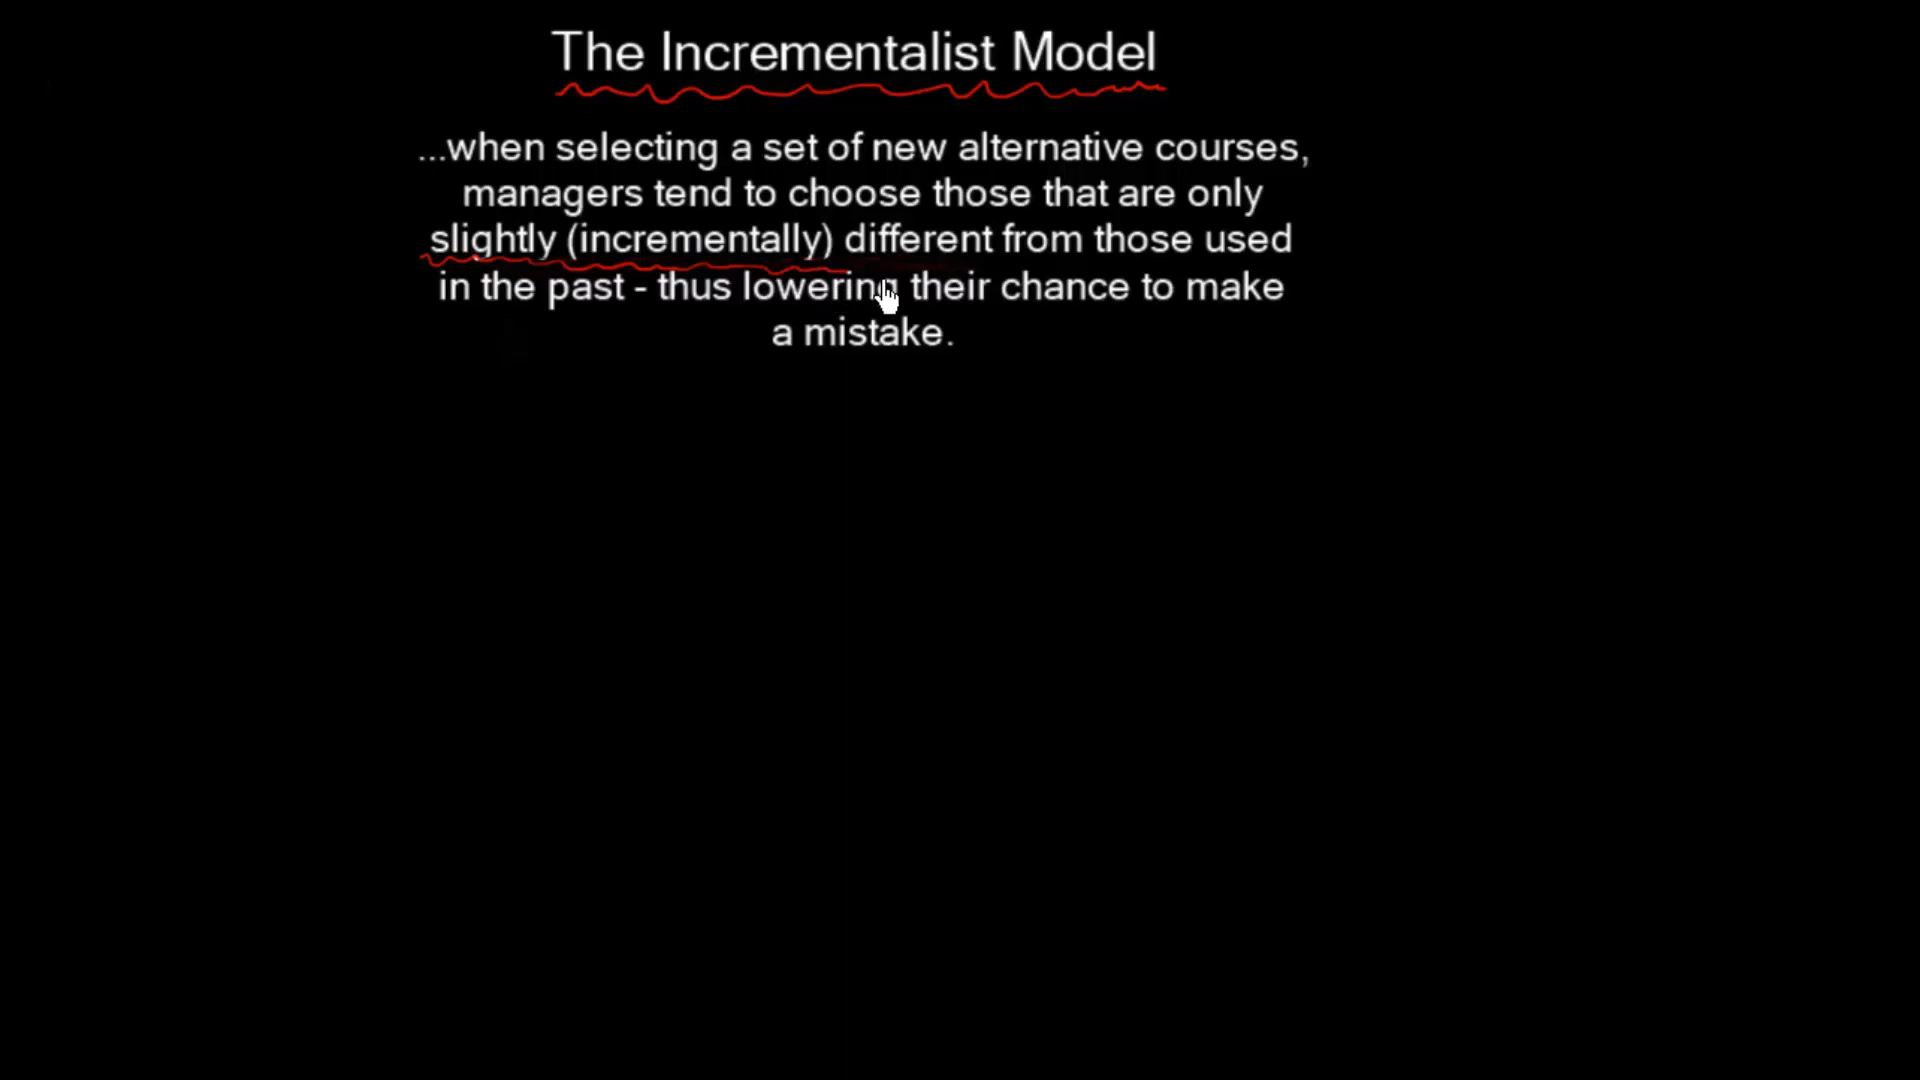 The Incrementalist Model
...when selecting a set of new alternative courses,
managers tend to choose those that are only
slightly (incrementally) different from those used
in the past - thus lowering their chance to make
a mistake.